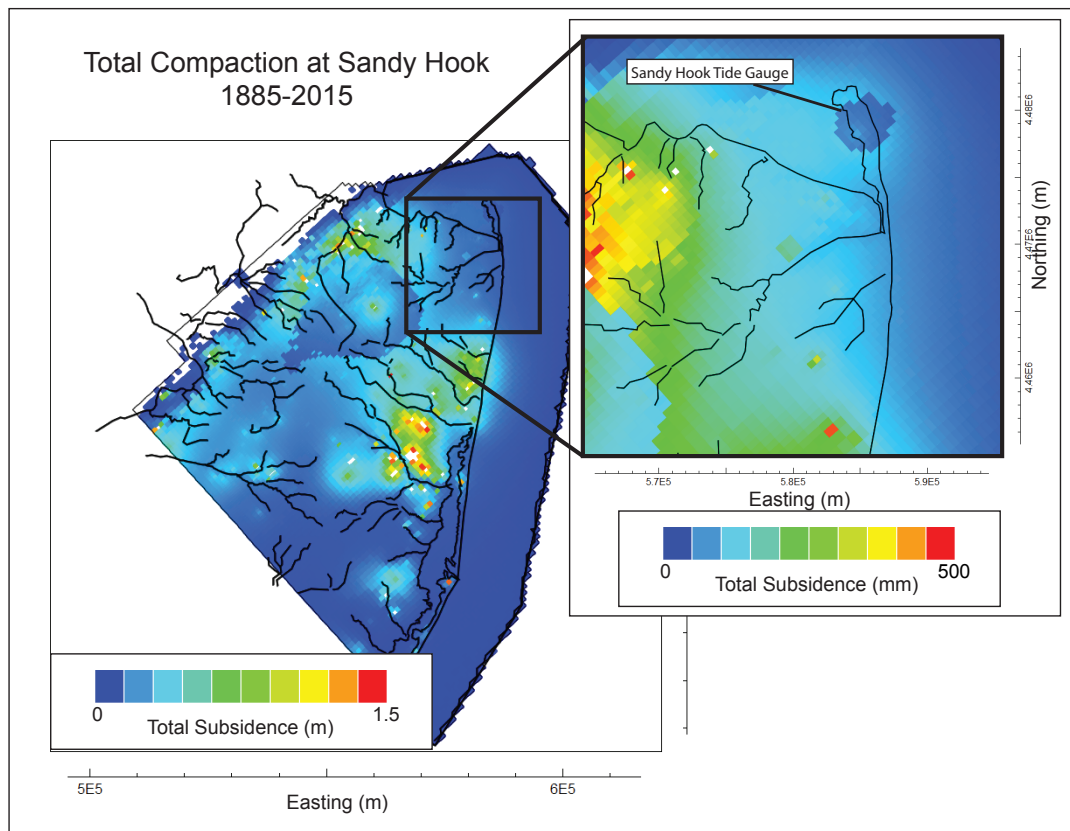 Total Compaction at Sandy Hook
1885-2015
Sandy Hook Tide Gauge
4.48E6
4.47E6
4.46E6
Northing (m)
5.7E5 5.8E5 5.9E5
Easting (m)
0 500
Total Subsidence (mm)
0 1.5
Total Subsidence (m)
5E5 6E5
Easting (m)